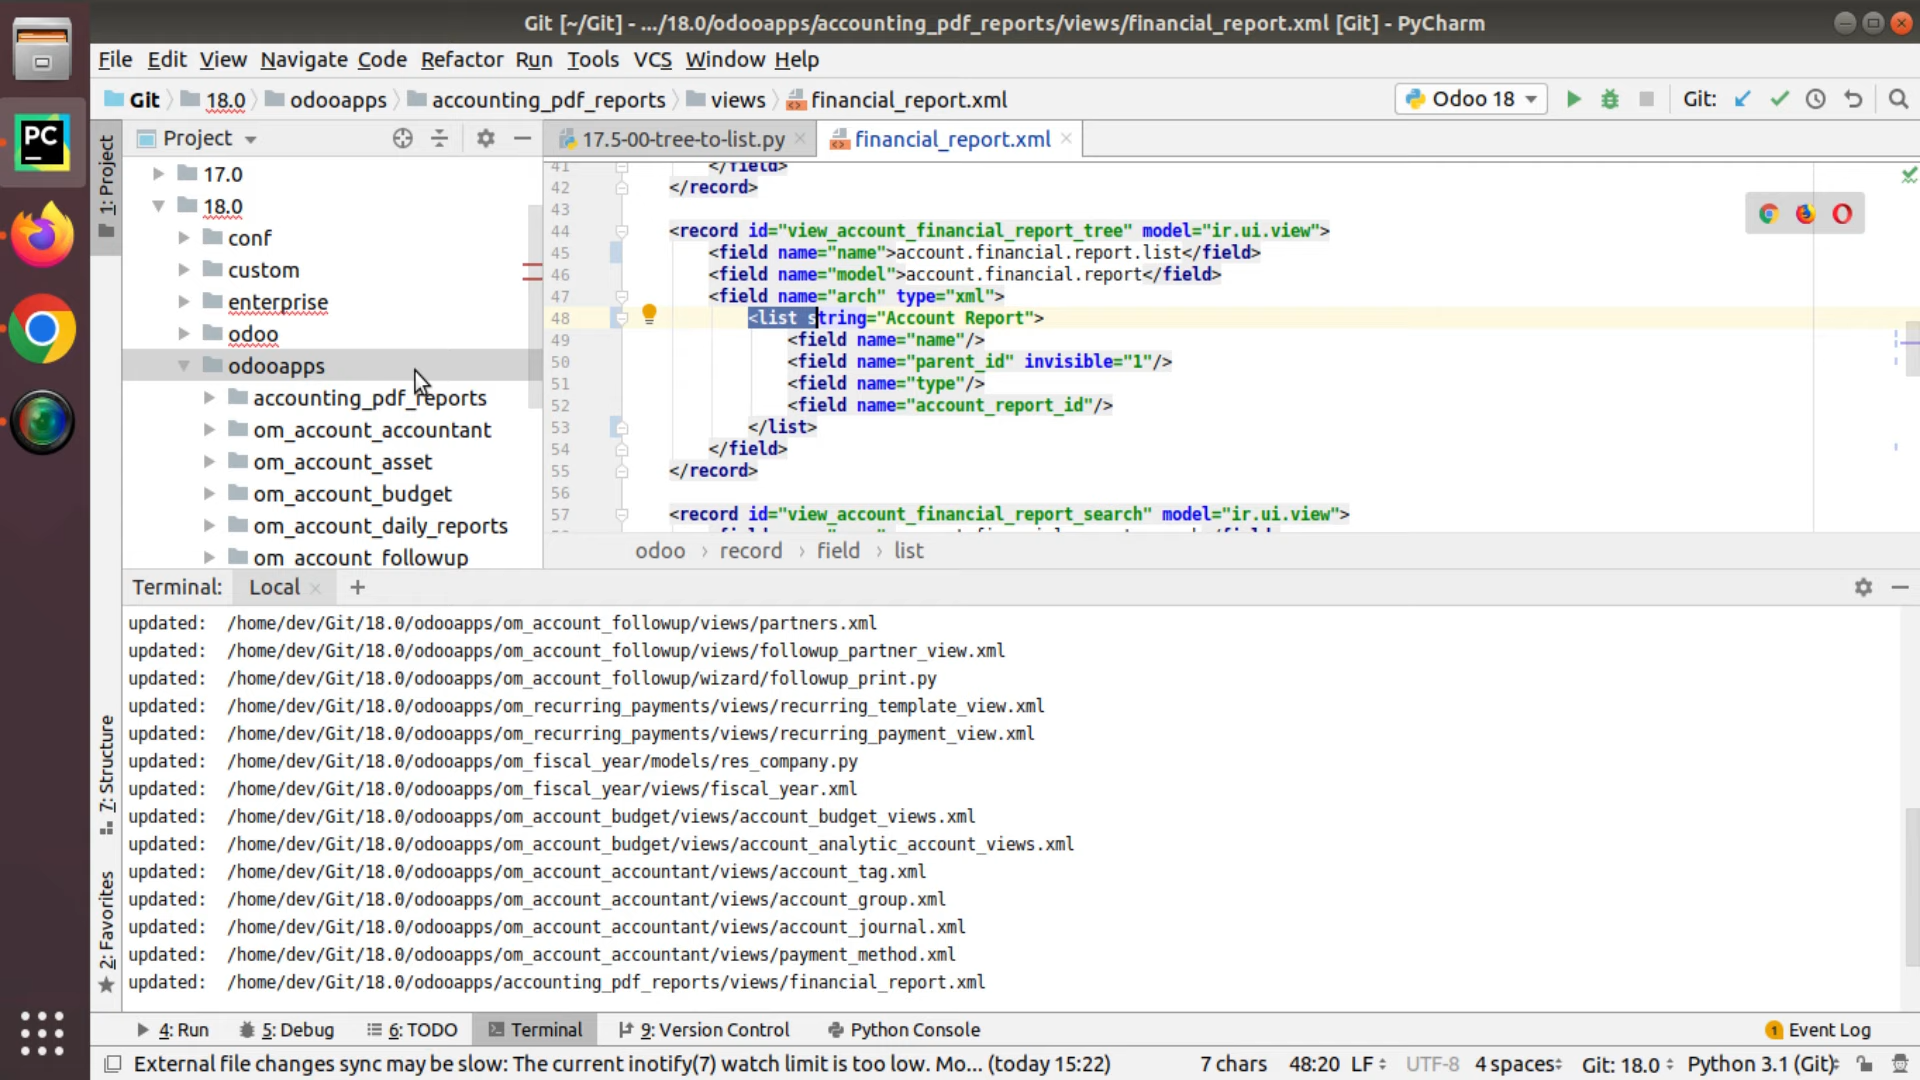 Git [~/Git] - .../18.0/odooapps/accounting_pdf_reports/views/financial_report.xml [Git] - PyCharm
File Edit View Navigate Code Refactor Run Tools VCS Window Help
Git 18.0 odooapps accounting_pdf_reports views financial_report.xml Odoo 18 Git:
PC
1: Project
Project
17.0
18.0
conf
custom
enterprise
odoo
odooapps
accounting_pdf_reports
om_account_accountant
om_account_asset
om_account_budget
om_account_daily_reports
om_account_followup
17.5-00-tree-to-list.py financial_report.xml
41 </field>
42 </record>
43
44 <record id="view_account_financial_report_tree" model="ir.ui.view">
45 <field name="name">account.financial.report.list</field>
46 <field name="model">account.financial.report</field>
47 <field name="arch" type="xml">
48 <list string="Account Report">
49 <field name="name"/>
50 <field name="parent_id" invisible="1"/>
51 <field name="type"/>
52 <field name="account_report_id"/>
53 </list>
54 </field>
55 </record>
56
57 <record id="view_account_financial_report_search" model="ir.ui.view">
odoo › record › field › list
Terminal: Local +
updated: /home/dev/Git/18.0/odooapps/om_account_followup/views/partners.xml
updated: /home/dev/Git/18.0/odooapps/om_account_followup/views/followup_partner_view.xml
updated: /home/dev/Git/18.0/odooapps/om_account_followup/wizard/followup_print.py
updated: /home/dev/Git/18.0/odooapps/om_recurring_payments/views/recurring_template_view.xml
updated: /home/dev/Git/18.0/odooapps/om_recurring_payments/views/recurring_payment_view.xml
updated: /home/dev/Git/18.0/odooapps/om_fiscal_year/models/res_company.py
updated: /home/dev/Git/18.0/odooapps/om_fiscal_year/views/fiscal_year.xml
updated: /home/dev/Git/18.0/odooapps/om_account_budget/views/account_budget_views.xml
updated: /home/dev/Git/18.0/odooapps/om_account_budget/views/account_analytic_account_views.xml
updated: /home/dev/Git/18.0/odooapps/om_account_accountant/views/account_tag.xml
updated: /home/dev/Git/18.0/odooapps/om_account_accountant/views/account_group.xml
updated: /home/dev/Git/18.0/odooapps/om_account_accountant/views/account_journal.xml
updated: /home/dev/Git/18.0/odooapps/om_account_accountant/views/payment_method.xml
updated: /home/dev/Git/18.0/odooapps/accounting_pdf_reports/views/financial_report.xml
7: Structure
2: Favorites
4: Run 5: Debug 6: TODO Terminal 9: Version Control Python Console 1 Event Log
External file changes sync may be slow: The current inotify(7) watch limit is too low. Mo... (today 15:22) 7 chars 48:20 LF UTF-8 4 spaces Git: 18.0 Python 3.1 (Git)